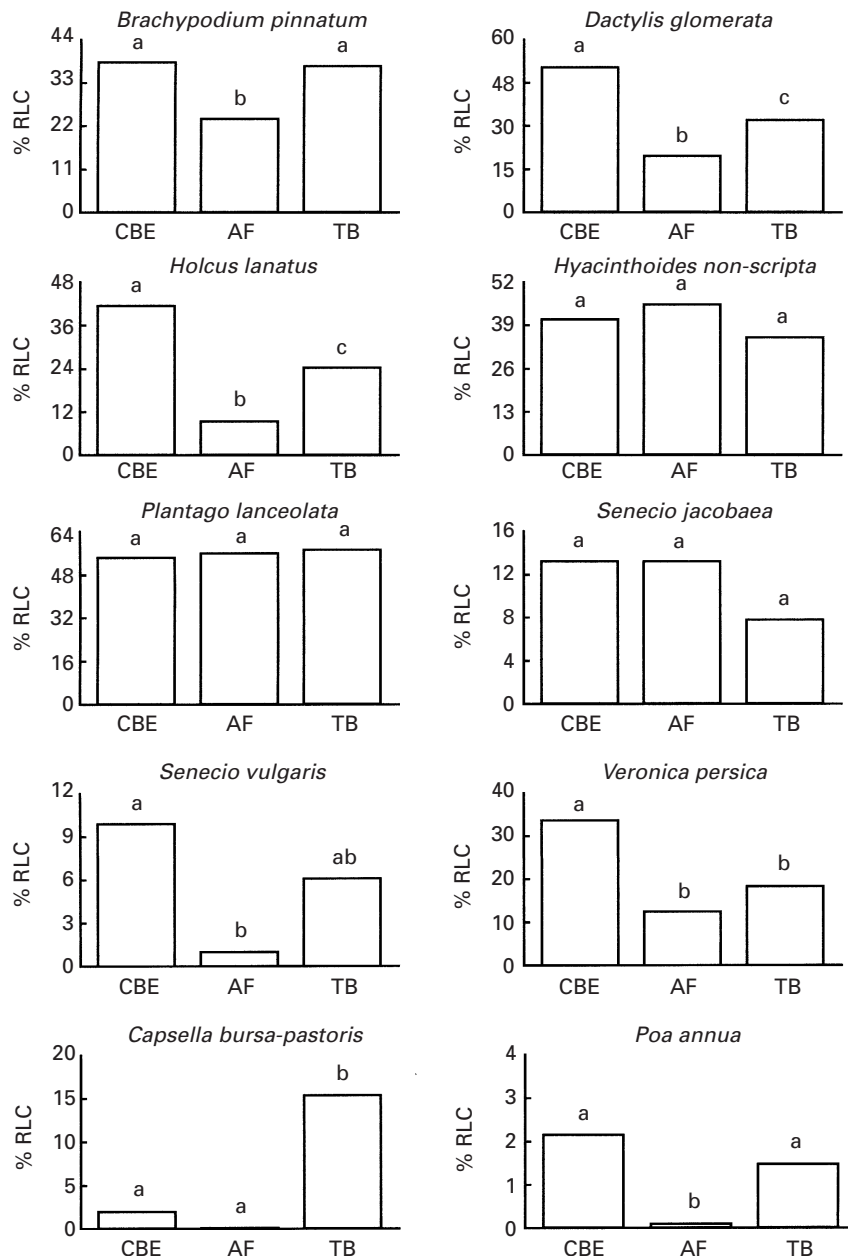 Brachypodium pinnatum
% RLC
44
33
22
11
0
a
b
a
CBE AF TB
Dactylis glomerata
% RLC
60
48
30
15
0
a
b
c
CBE AF TB
Holcus lanatus
% RLC
48
36
24
12
0
a
b
c
CBE AF TB
Hyacinthoides non-scripta
% RLC
52
39
26
13
0
a
a
a
CBE AF TB
Plantago lanceolata
% RLC
64
48
32
16
0
a
a
a
CBE AF TB
Senecio jacobaea
% RLC
16
12
8
4
0
a
a
a
CBE AF TB
Senecio vulgaris
% RLC
12
9
6
3
0
a
b
ab
CBE AF TB
Veronica persica
% RLC
40
30
20
10
0
a
b
b
CBE AF TB
Capsella bursa-pastoris
% RLC
20
15
10
5
0
a
a
b
CBE AF TB
Poa annua
% RLC
4
3
2
1
0
a
b
a
CBE AF TB